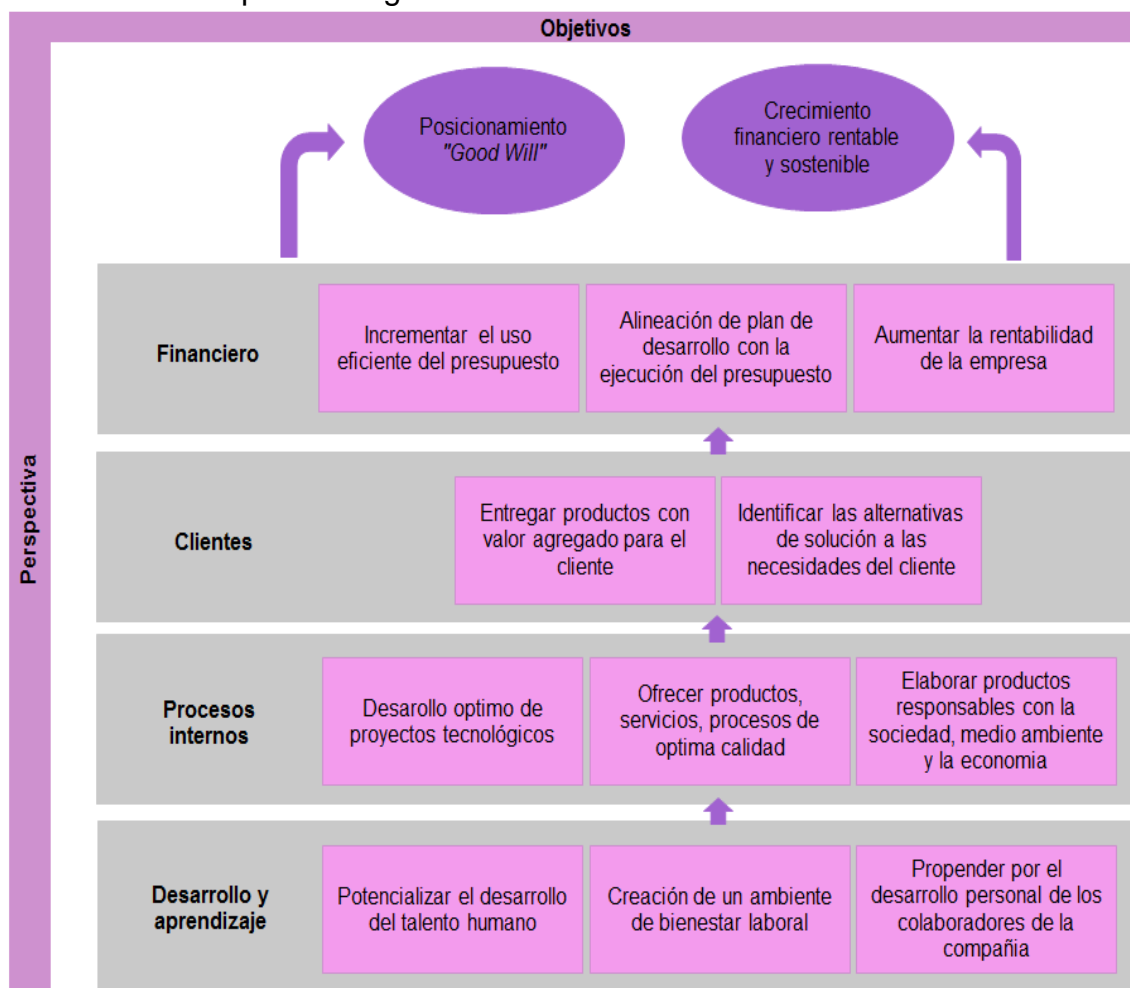 Objetivos
Perspectiva
Posicionamiento
"Good Will"
Crecimiento
financiero rentable
y sostenible
Financiero
Incrementar el uso
eficiente del presupuesto
Alineación de plan de
desarrollo con la
ejecución del presupuesto
Aumentar la rentabilidad
de la empresa
Clientes
Entregar productos con
valor agregado para el
cliente
Identificar las alternativas
de solución a las
necesidades del cliente
Procesos
internos
Desarollo optimo de
proyectos tecnológicos
Ofrecer productos,
servicios, procesos de
optima calidad
Elaborar productos
responsables con la
sociedad, medio ambiente
y la economia
Desarrollo y
aprendizaje
Potencializar el desarrollo
del talento humano
Creación de un ambiente
de bienestar laboral
Propender por el
desarrollo personal de los
colaboradores de la
compañia